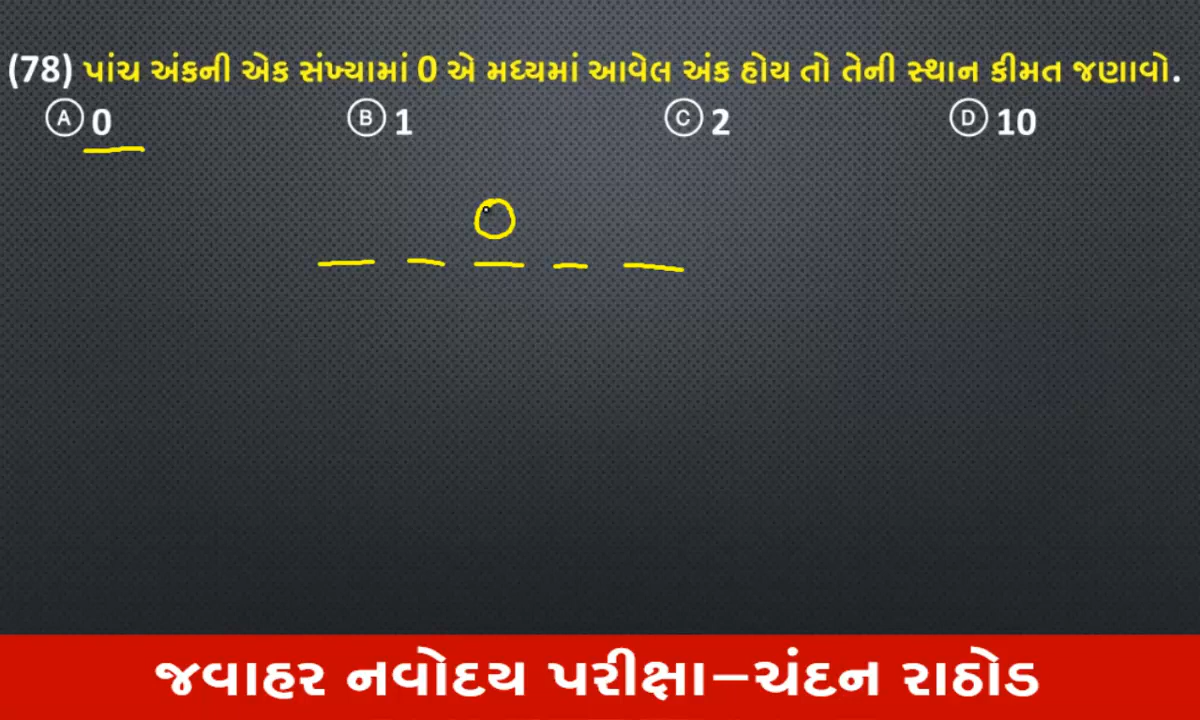 (78) પાંચ અંકની એક સંખ્યામાં 0 એ મધ્યમાં આવેલ અંક હોય તો તેની સ્થાન કીમત જણાવો.
Ⓐ 0 Ⓑ 1 Ⓒ 2 Ⓓ 10
0
જવાહર નવોદય પરીક્ષા–ચંદન રાઠોડ